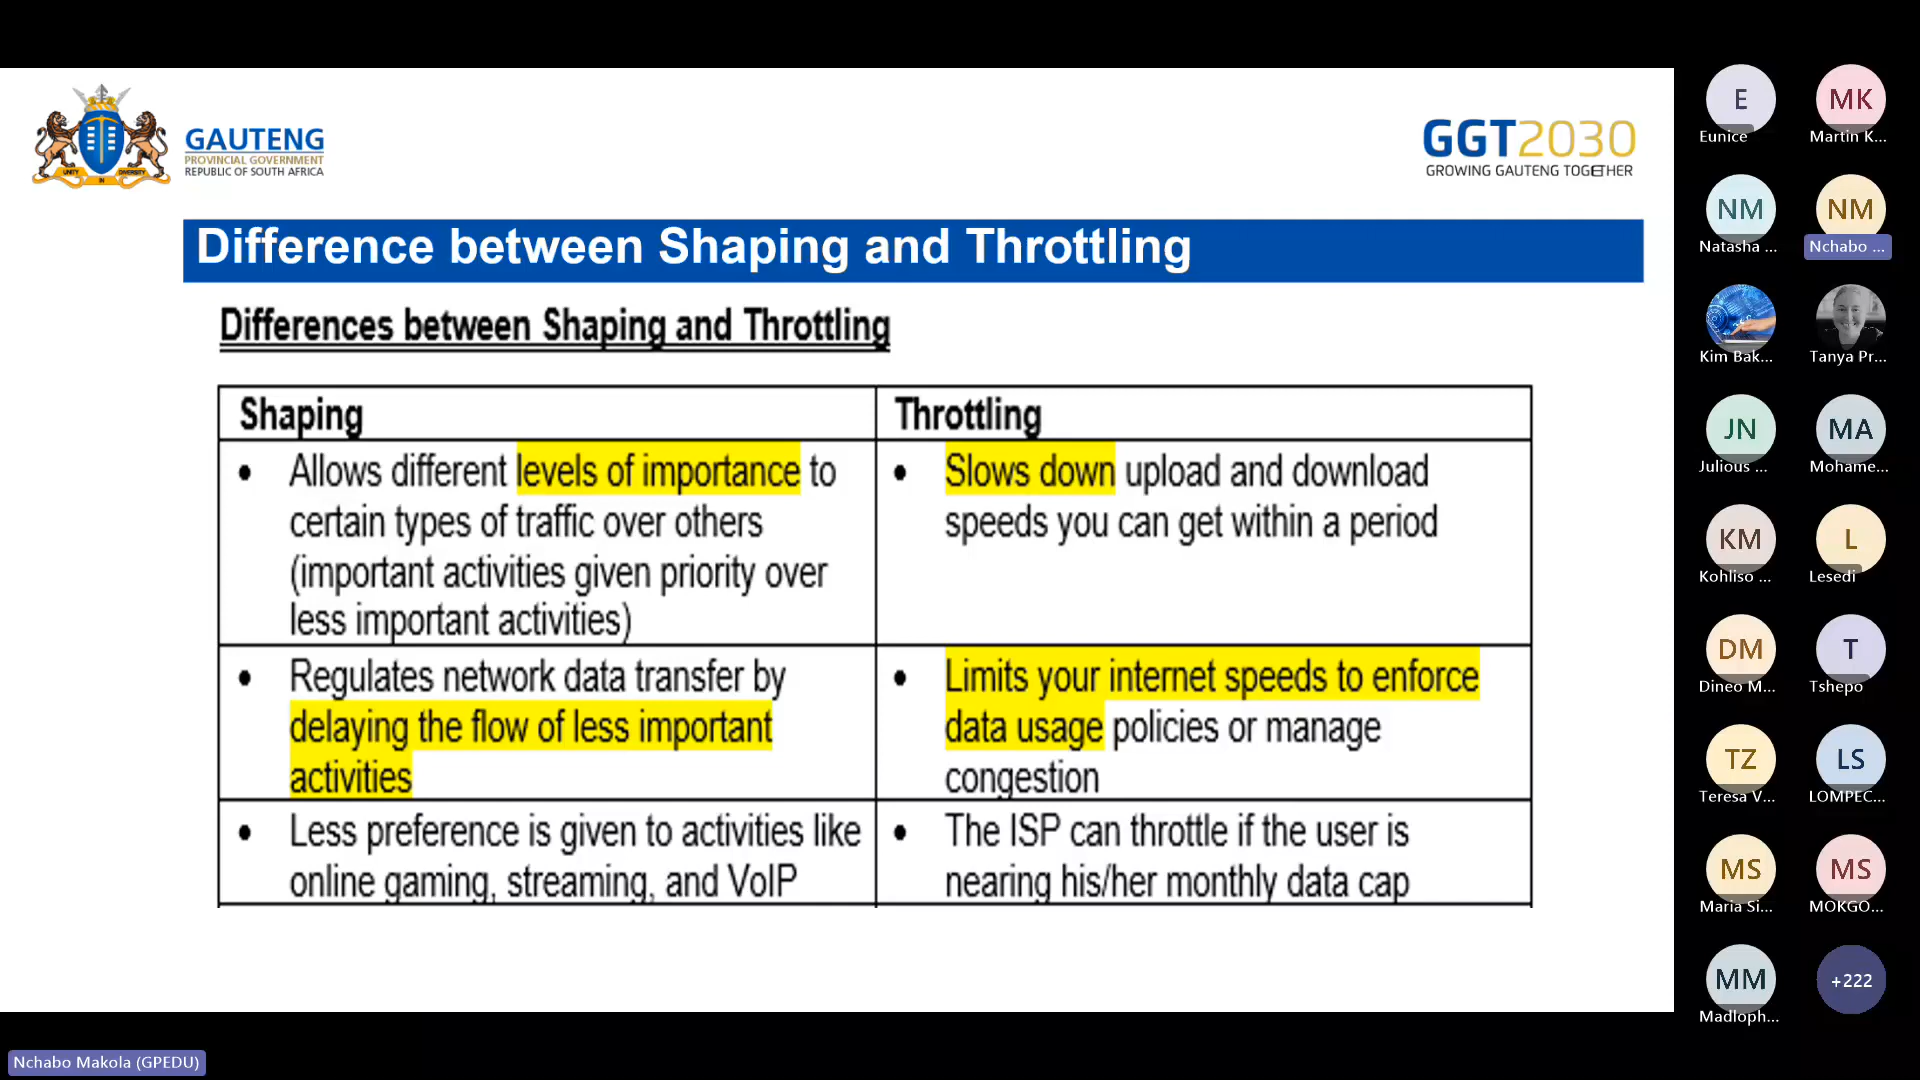 GAUTENG
PROVINCIAL GOVERNMENT
REPUBLIC OF SOUTH AFRICA
UNITY IN DIVERSITY
GGT2030
GROWING GAUTENG TOGETHER
Difference between Shaping and Throttling
Differences between Shaping and Throttling
Shaping
Throttling
• Allows different levels of importance to
certain types of traffic over others
(important activities given priority over
less important activities)
• Slows down upload and download
speeds you can get within a period
• Regulates network data transfer by
delaying the flow of less important
activities
• Limits your internet speeds to enforce
data usage policies or manage
congestion
• Less preference is given to activities like
online gaming, streaming, and VoIP
• The ISP can throttle if the user is
nearing his/her monthly data cap
E
Eunice
MK
Martin K...
NM
Natasha ...
NM
Nchabo ...
Kim Bak...
Tanya Pr...
JN
Julious ...
MA
Mohame...
KM
Kohliso ...
L
Lesedi
DM
Dineo M...
T
Tshepo
TZ
Teresa V...
LS
LOMPEC...
MS
Maria Si...
MS
MOKGO...
MM
Madloph...
+222
Nchabo Makola (GPEDU)